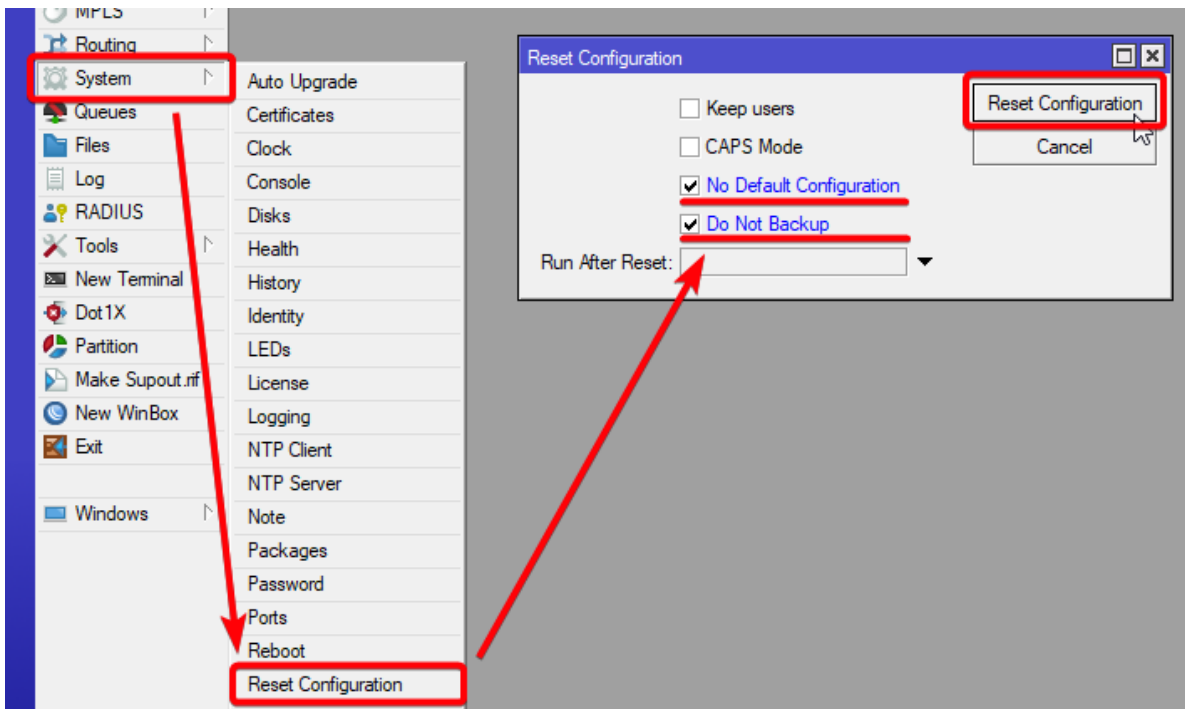 MPLS
Routing
System
Queues
Files
Log
RADIUS
Tools
New Terminal
Dot1X
Partition
Make Supout.rif
New WinBox
Exit
Windows
Auto Upgrade
Certificates
Clock
Console
Disks
Health
History
Identity
LEDs
License
Logging
NTP Client
NTP Server
Note
Packages
Password
Ports
Reboot
Reset Configuration
Reset Configuration
Keep users
CAPS Mode
No Default Configuration
Do Not Backup
Run After Reset:
Reset Configuration
Cancel